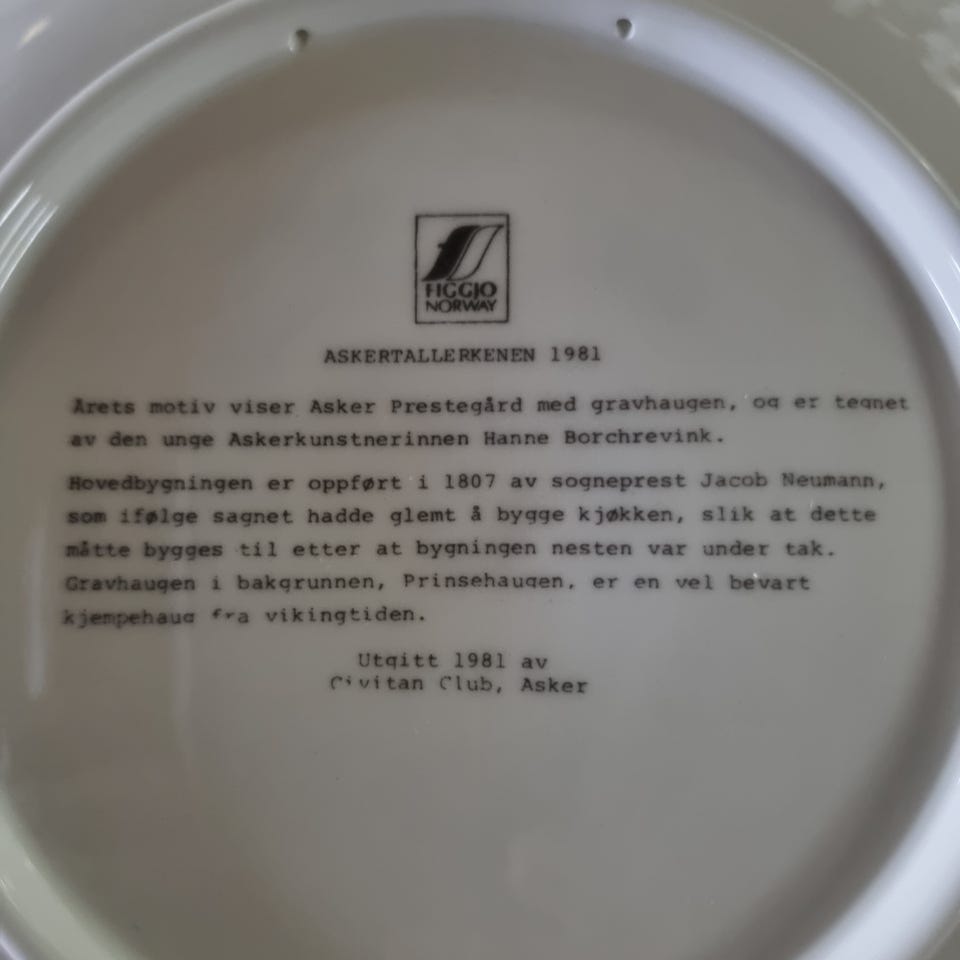 FIGGJO
NORWAY
ASKERTALLERKENEN 1981
Årets motiv viser Asker Prestegård med gravhaugen, og er tegnet
av den unge Askerkunstnerinnen Hanne Borchrevink.
Hovedbygningen er oppført i 1807 av sogneprest Jacob Neumann,
som ifølge sagnet hadde glemt å bygge kjøkken, slik at dette
måtte bygges til etter at bygningen nesten var under tak.
Gravhaugen i bakgrunnen, Prinsehaugen, er en vel bevart
kjempehaug fra vikingtiden.
Utgitt 1981 av
Civitan Club, Asker